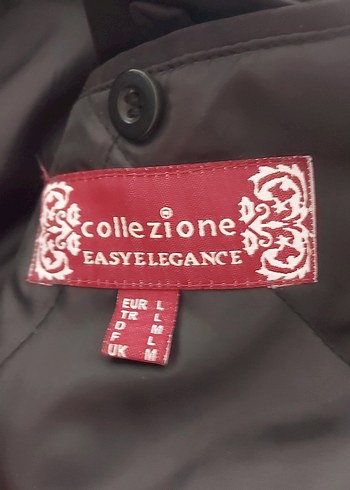 collezione
EASYELEGANCE
EUR L
TR L
D M
F L
UK M